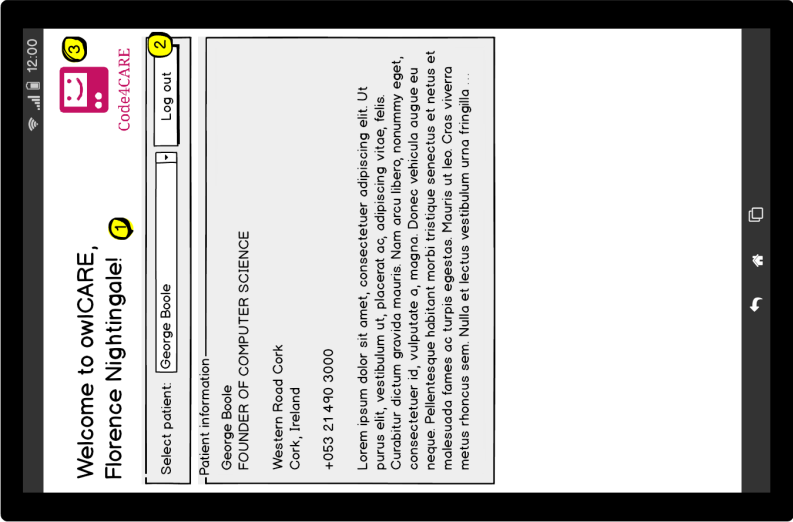 12:00
Welcome to owlCARE,
Florence Nightingale!
1
3
Code4CARE
Select patient:
George Boole
Log out
2
Patient information
George Boole
FOUNDER OF COMPUTER SCIENCE
Western Road Cork
Cork, Ireland
+053 21 490 3000
Lorem ipsum dolor sit amet, consectetuer adipiscing elit. Ut
purus elit, vestibulum ut, placerat ac, adipiscing vitae, felis.
Curabitur dictum gravida mauris. Nam arcu libero, nonummy eget,
consectetuer id, vulputate a, magna. Donec vehicula augue eu
neque. Pellentesque habitant morbi tristique senectus et netus et
malesuada fames ac turpis egestas. Mauris ut leo. Cras viverra
metus rhoncus sem. Nulla et lectus vestibulum urna fringilla ...